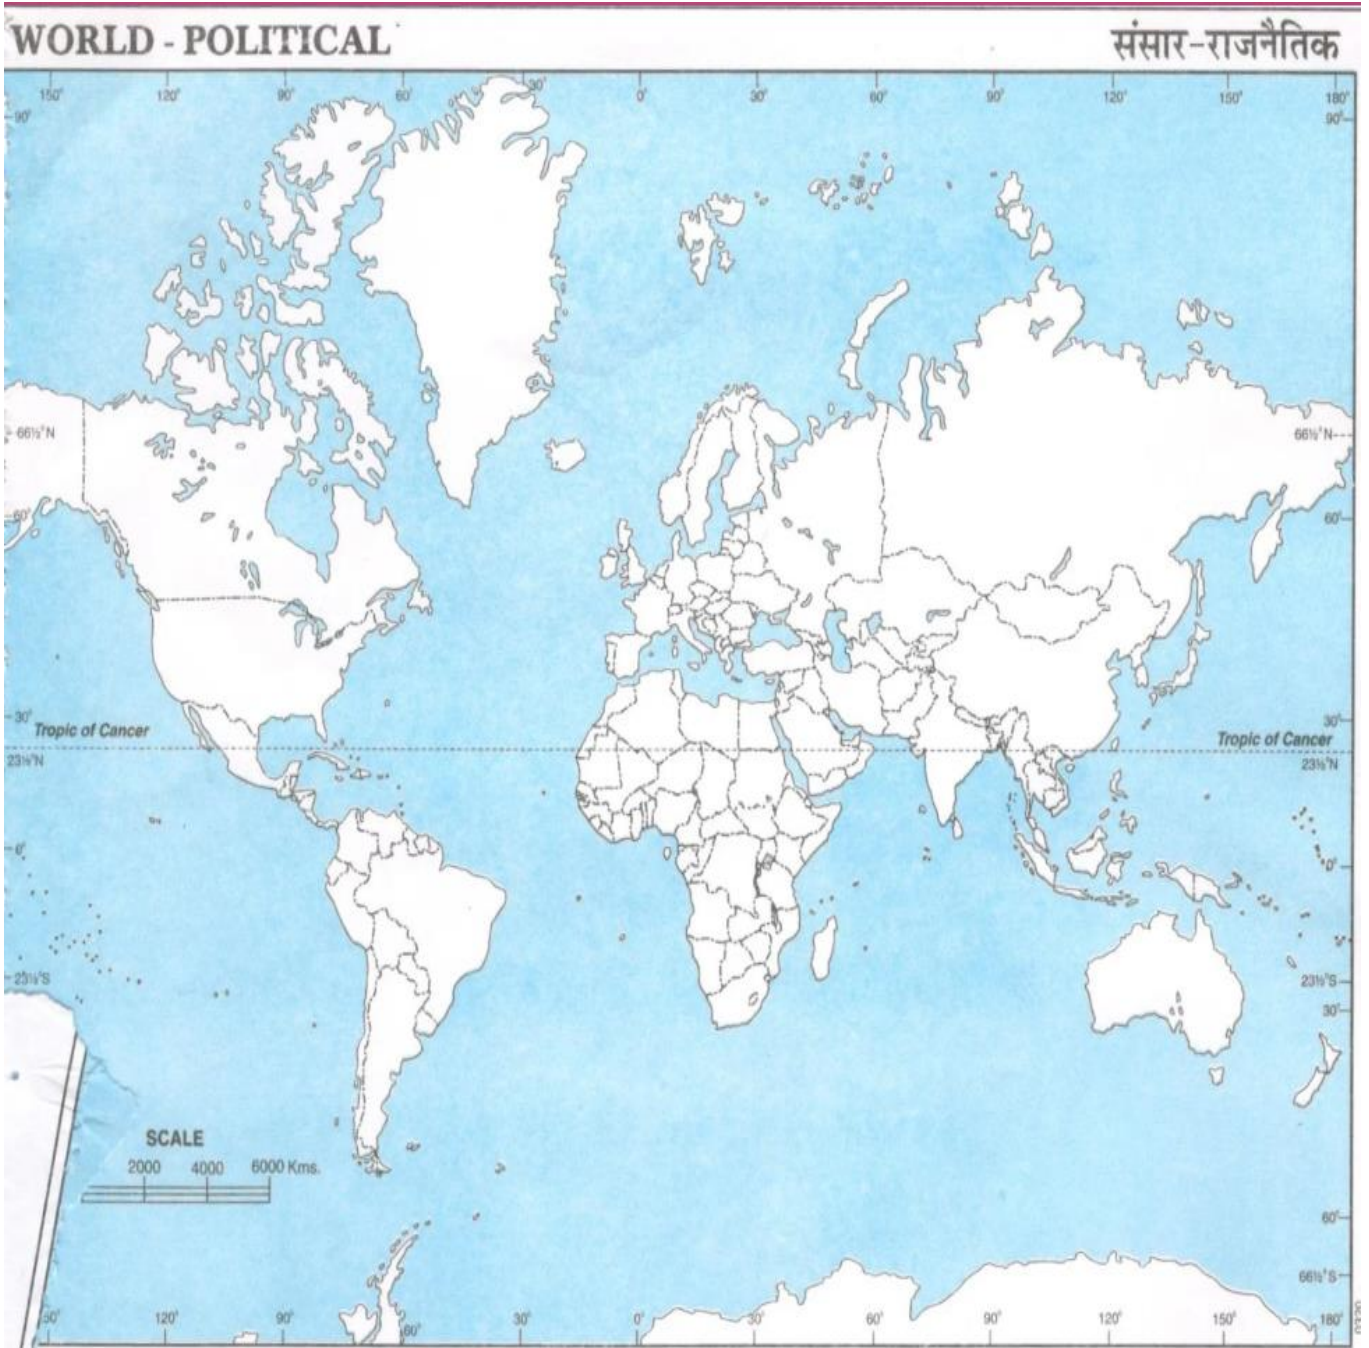 WORLD - POLITICAL
संसार-राजनैतिक
150° 120° 90° 60° 30° 0° 30° 60° 90° 120° 150° 180°
90° 90°
66½°N 66½°N
60° 60°
30° 30°
Tropic of Cancer Tropic of Cancer
23½°N 23½°N
0° 0°
23½°S 23½°S
30°
SCALE
2000 4000 6000 Kms.
60°
66½°S
120° 90° 60° 30° 0° 30° 60° 90° 120° 150° 180°